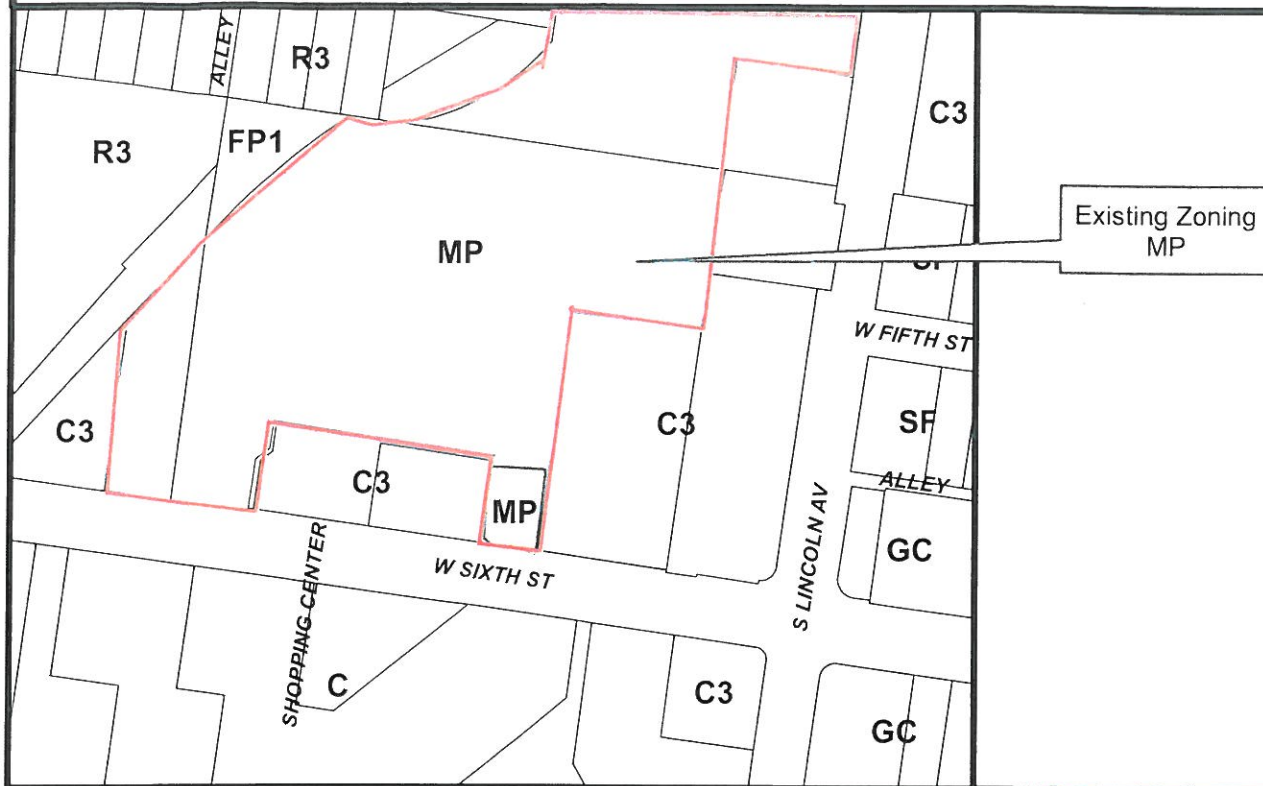 ALLEY
R3
C3
R3
FP1
MP
Existing Zoning
MP
SF
W FIFTH ST
C3
SF
C3
ALLEY
C3
MP
GC
W SIXTH ST
S LINCOLN AV
SHOPPING CENTER
C
C3
GC